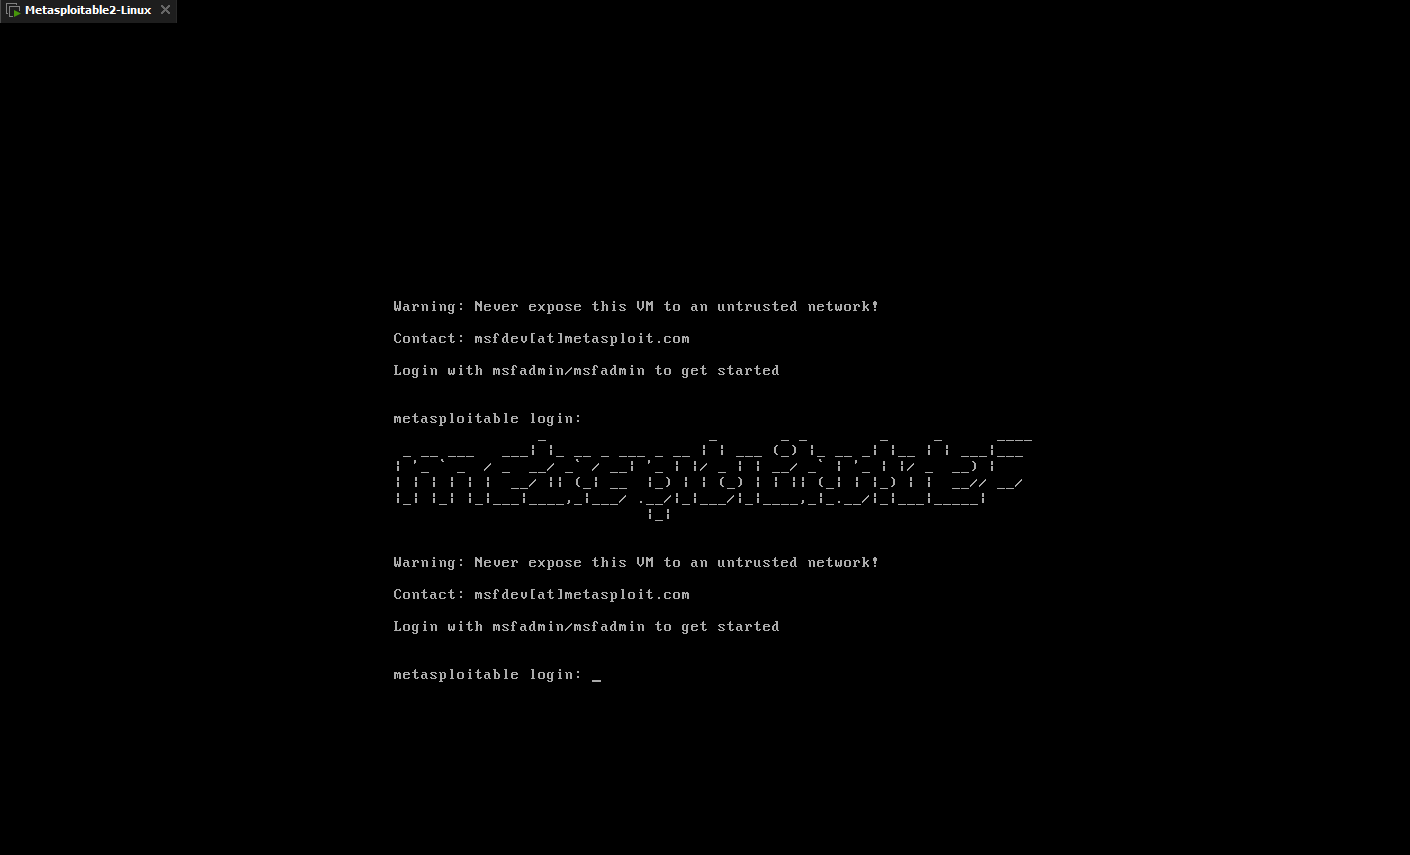 Metasploitable2-Linux
Warning: Never expose this VM to an untrusted network!
Contact: msfdev[at]metasploit.com
Login with msfadmin/msfadmin to get started
metasploitable login:
Warning: Never expose this VM to an untrusted network!
Contact: msfdev[at]metasploit.com
Login with msfadmin/msfadmin to get started
metasploitable login: _